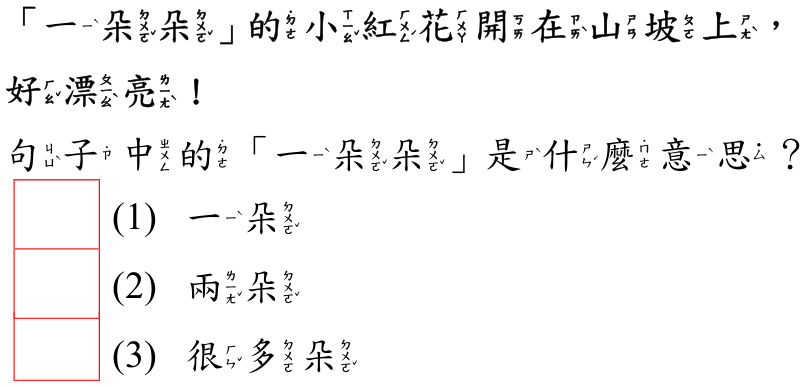 「一朵朵」的小紅花開在山坡上，
好漂亮！
句子中的「一朵朵」是什麼意思？
(1) 一朵
(2) 兩朵
(3) 很多朵